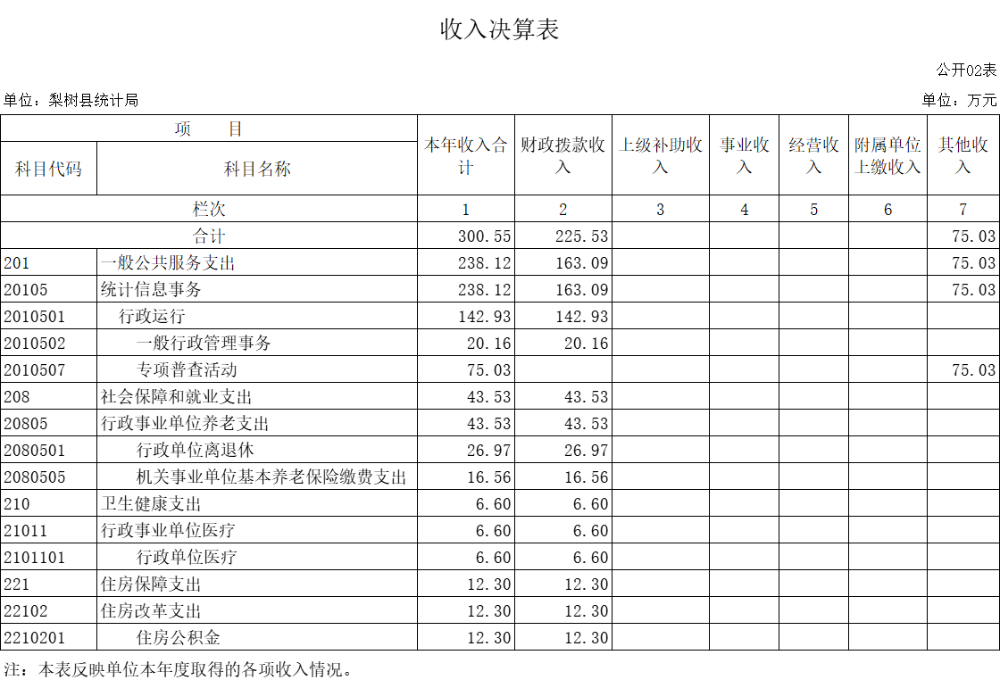 收入决算表
公开02表
单位：梨树县统计局 单位：万元
项 目 本年收入合计 财政拨款收入 上级补助收入 事业收入 经营收入 附属单位上缴收入 其他收入
科目代码 科目名称
栏次 1 2 3 4 5 6 7
合计 300.55 225.53 75.03
201 一般公共服务支出 238.12 163.09 75.03
20105 统计信息事务 238.12 163.09 75.03
2010501 行政运行 142.93 142.93
2010502 一般行政管理事务 20.16 20.16
2010507 专项普查活动 75.03 75.03
208 社会保障和就业支出 43.53 43.53
20805 行政事业单位养老支出 43.53 43.53
2080501 行政单位离退休 26.97 26.97
2080505 机关事业单位基本养老保险缴费支出 16.56 16.56
210 卫生健康支出 6.60 6.60
21011 行政事业单位医疗 6.60 6.60
2101101 行政单位医疗 6.60 6.60
221 住房保障支出 12.30 12.30
22102 住房改革支出 12.30 12.30
2210201 住房公积金 12.30 12.30
注：本表反映单位本年度取得的各项收入情况。